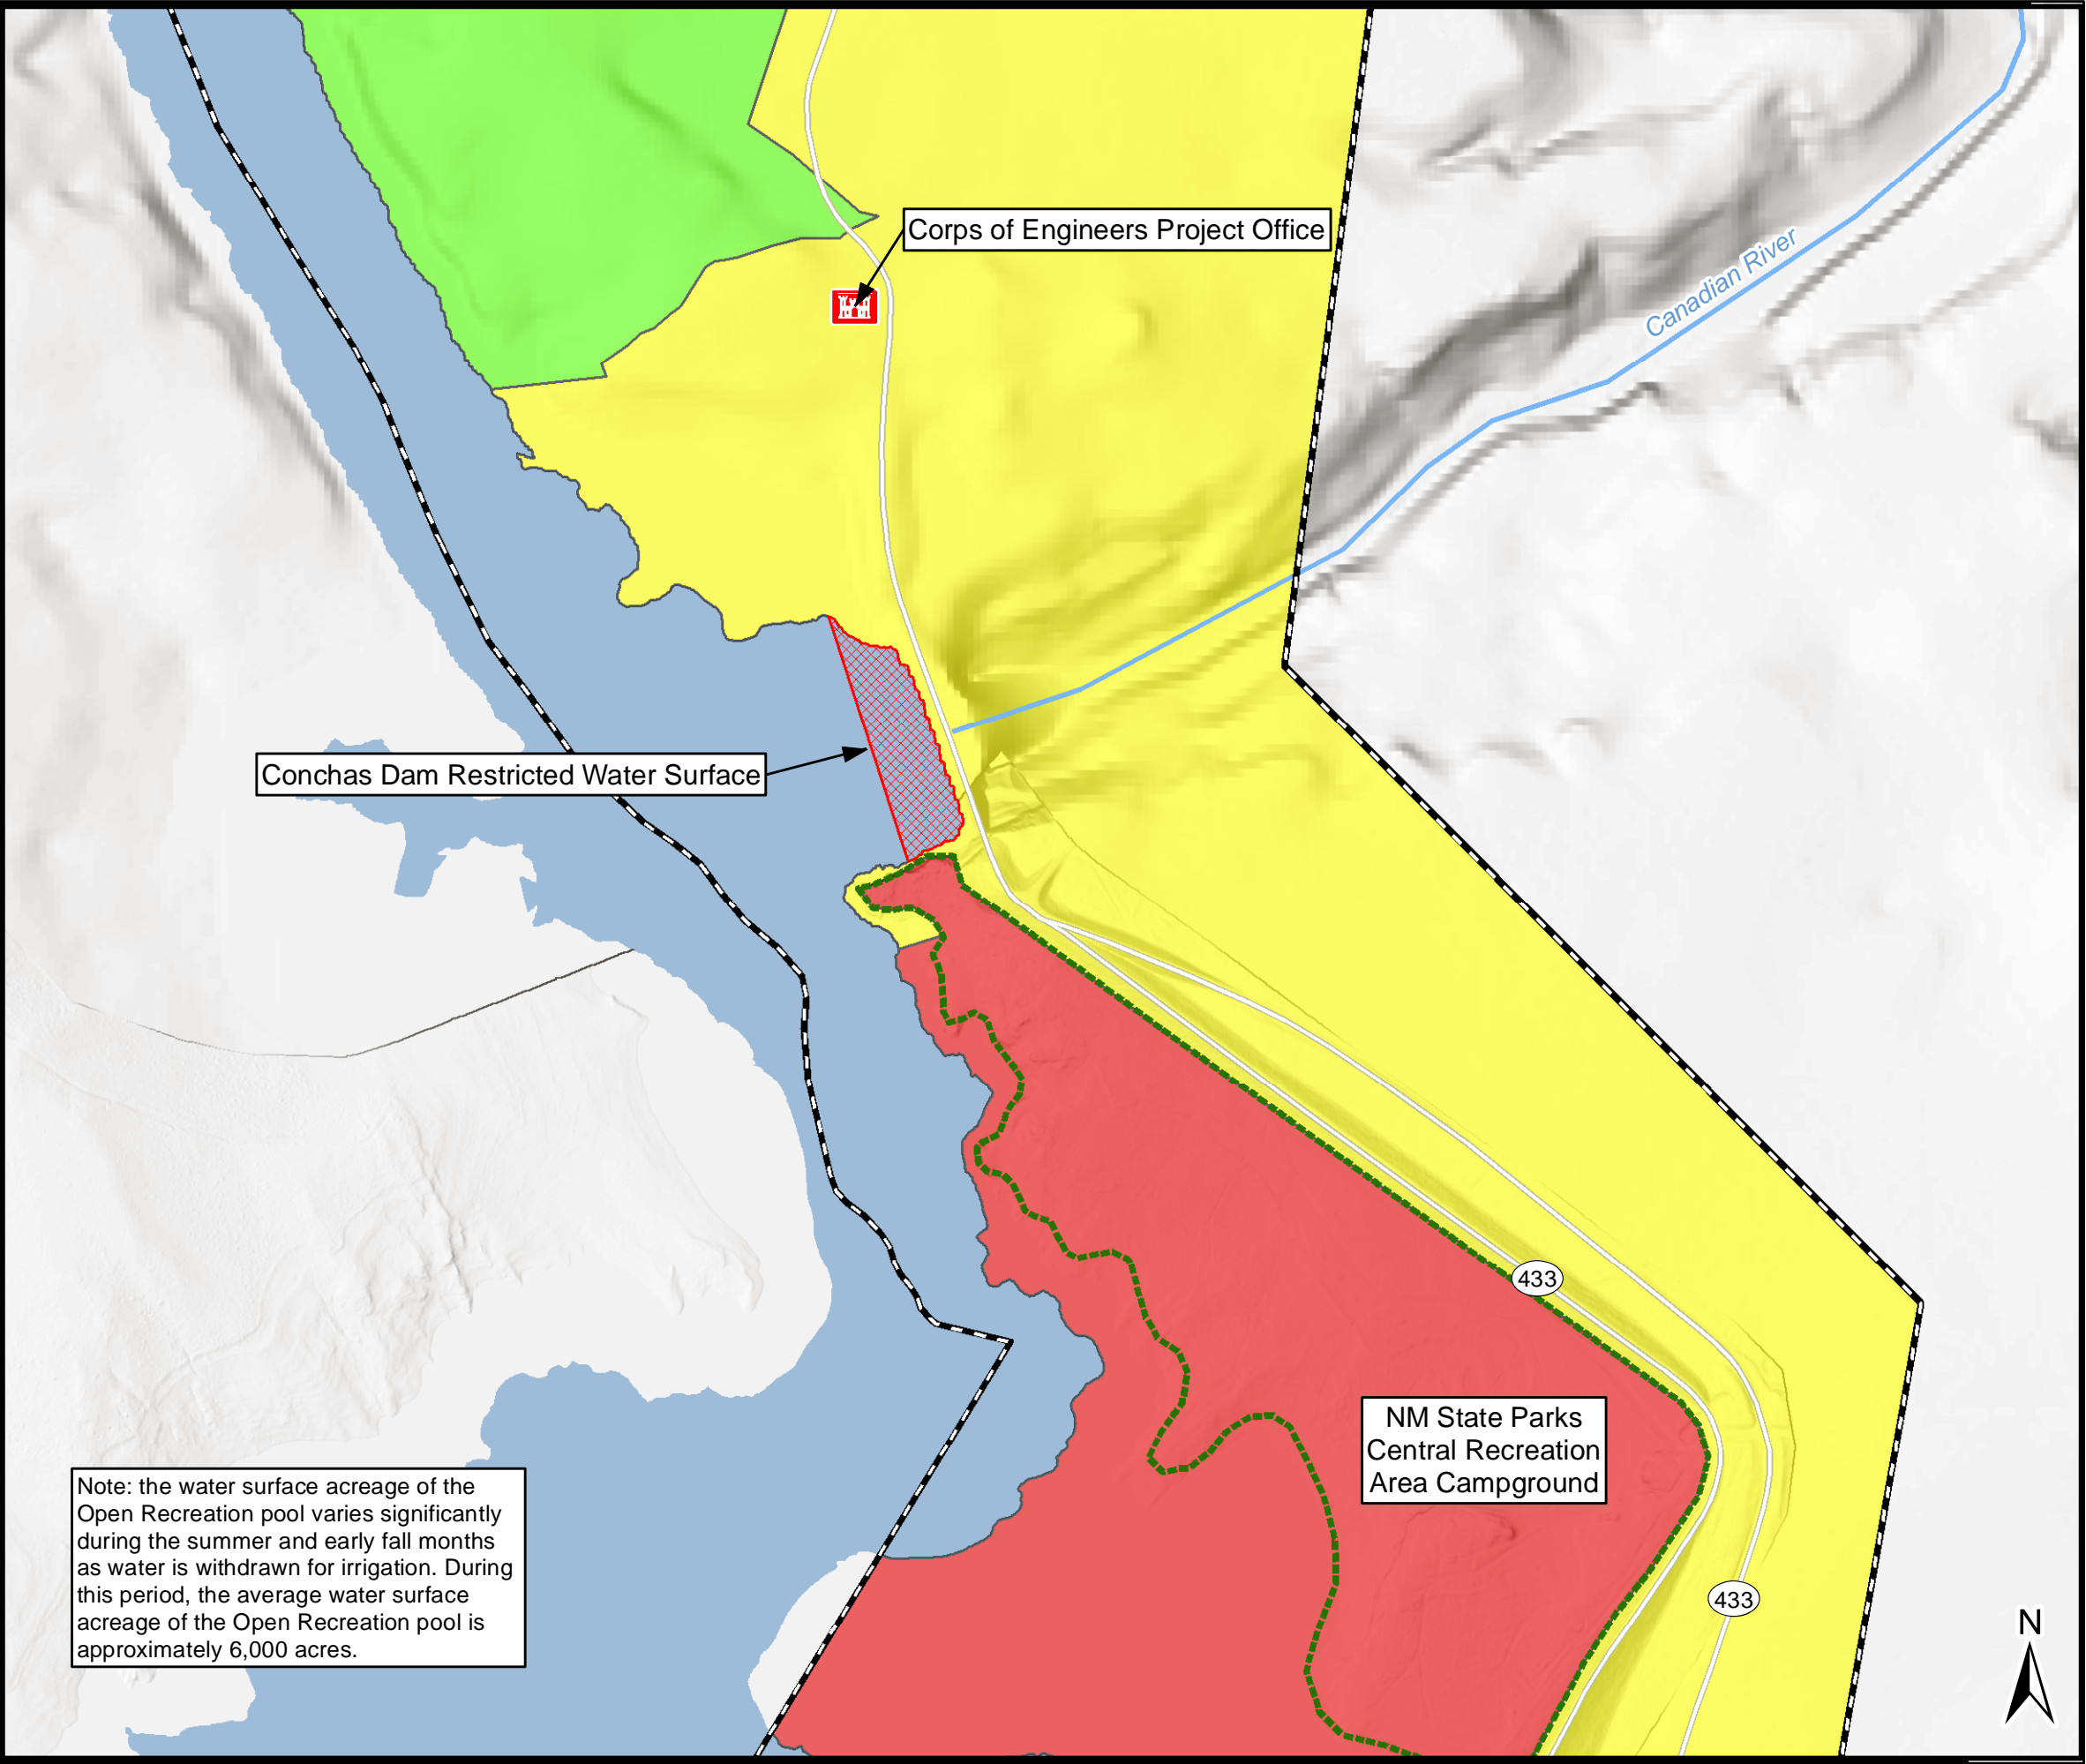 Corps of Engineers Project Office
Canadian River
Conchas Dam Restricted Water Surface
433
NM State Parks
Central Recreation
Area Campground
Note: the water surface acreage of the
Open Recreation pool varies significantly
during the summer and early fall months
as water is withdrawn for irrigation. During
this period, the average water surface
acreage of the Open Recreation pool is
approximately 6,000 acres.
433
N